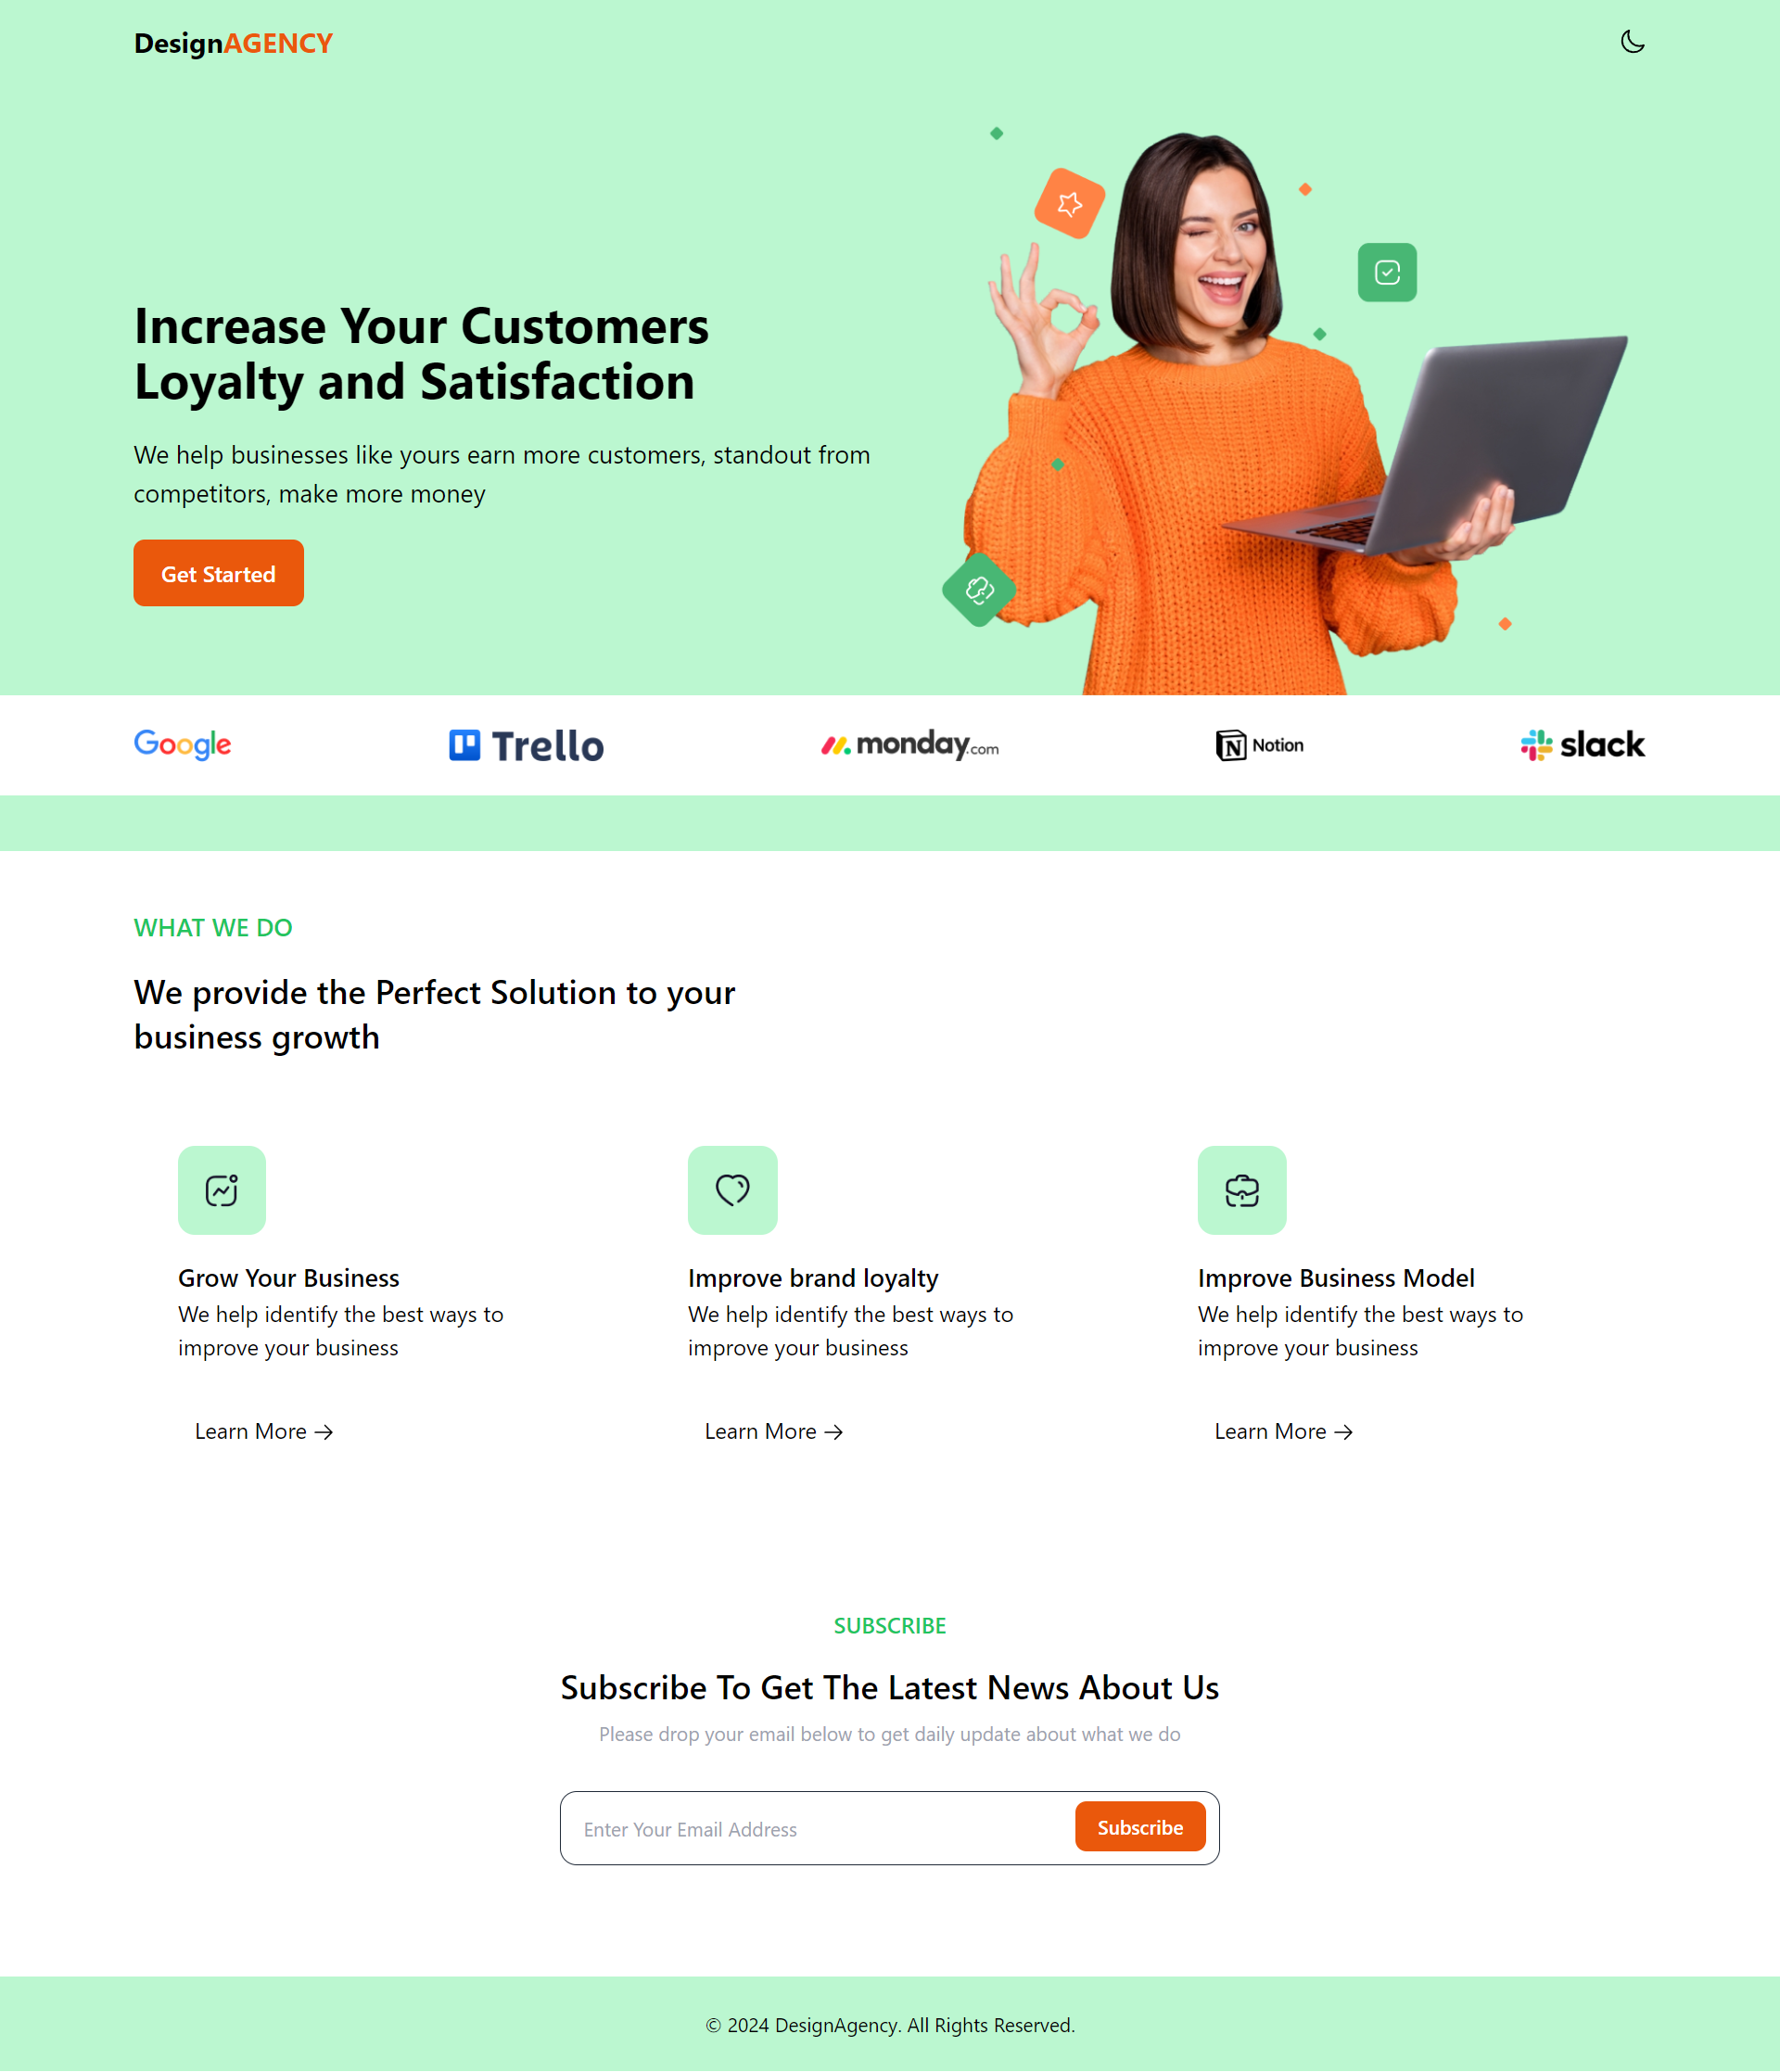 DesignAGENCY
Increase Your Customers
Loyalty and Satisfaction
We help businesses like yours earn more customers, standout from
competitors, make more money
Get Started
Google
Trello
monday.com
Notion
slack
WHAT WE DO
We provide the Perfect Solution to your
business growth
Grow Your Business
We help identify the best ways to
improve your business
Learn More →
Improve brand loyalty
We help identify the best ways to
improve your business
Learn More →
Improve Business Model
We help identify the best ways to
improve your business
Learn More →
SUBSCRIBE
Subscribe To Get The Latest News About Us
Please drop your email below to get daily update about what we do
Enter Your Email Address
Subscribe
© 2024 DesignAgency. All Rights Reserved.